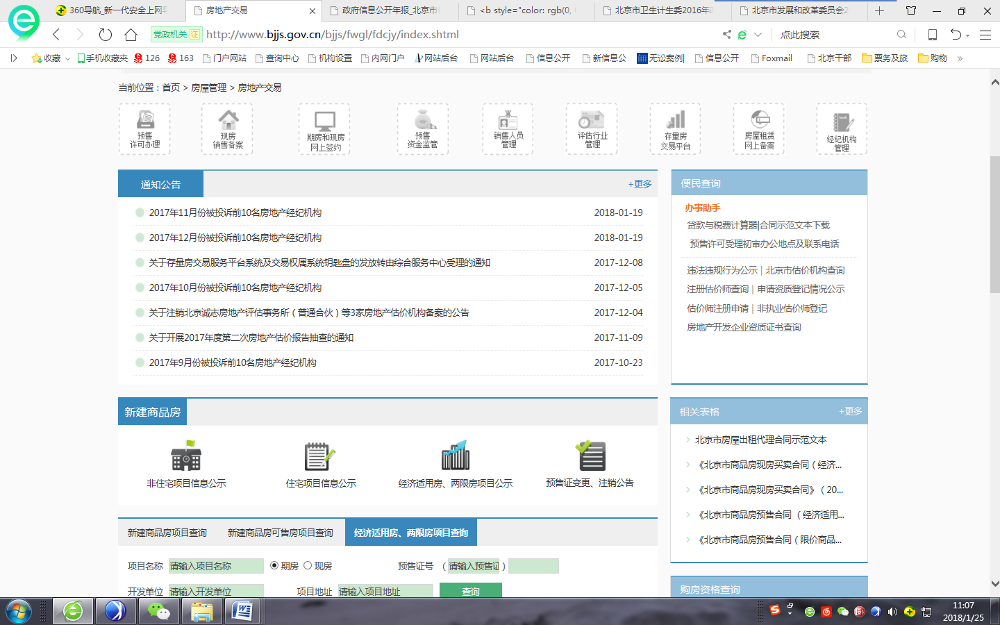 360导航_新一代安全上网导
房地产交易
政府信息公开年报_北京市
<b style="color: rgb(0,
北京市卫生计生委2016年
北京市发展和改革委员会2
党政机关 证 http://www.bjjs.gov.cn/bjjs/fwgl/fdcjy/index.shtml
点此搜索
收藏 手机收藏夹 126 163 门户网站 查询中心 机构设置 内网门户 网站后台 网站后台 信息公开 新信息公 无讼案例| 信息公开 Foxmail 北京干部 票务及旅 购物 »
当前位置：首页 > 房屋管理 > 房地产交易
预售
许可办理
现房
销售备案
期房和现房
网上签约
预售
资金监管
销售人员
管理
评估行业
管理
存量房
交易平台
房屋租赁
网上备案
经纪机构
管理
通知公告 +更多
2017年11月份被投诉前10名房地产经纪机构 2018-01-19
2017年12月份被投诉前10名房地产经纪机构 2018-01-19
关于存量房交易服务平台系统及交易权属系统钥匙盘的发放转由综合服务中心受理的通知 2017-12-08
2017年10月份被投诉前10名房地产经纪机构 2017-12-05
关于注销北京诚志房地产评估事务所（普通合伙）等3家房地产估价机构备案的公告 2017-12-04
关于开展2017年度第二次房地产估价报告抽查的通知 2017-11-09
2017年9月份被投诉前10名房地产经纪机构 2017-10-23
便民查询
办事助手
贷款与税费计算器|合同示范文本下载
预售许可受理初审办公地点及联系电话
违法违规行为公示 | 北京市估价机构查询
注册估价师查询 | 申请资质登记情况公示
估价师注册申请 | 非执业估价师登记
房地产开发企业资质证书查询
新建商品房
非住宅项目信息公示
住宅项目信息公示
经济适用房、两限房项目公示
预售证变更、注销公告
相关表格 +更多
北京市房屋出租代理合同示范文本
《北京市商品房现房买卖合同（经济...
《北京市商品房现房买卖合同》（20...
《北京市商品房预售合同 （经济适用...
《北京市商品房预售合同（限价商品...
新建商品房项目查询 新建商品房可售房项目查询 经济适用房、两限房项目查询
项目名称 请输入项目名称 期房 现房 预售证号 （请输入预售证）
开发单位 请输入开发单位 项目地址 请输入项目地址 查询
购房资格查询
11:07
2018/1/25